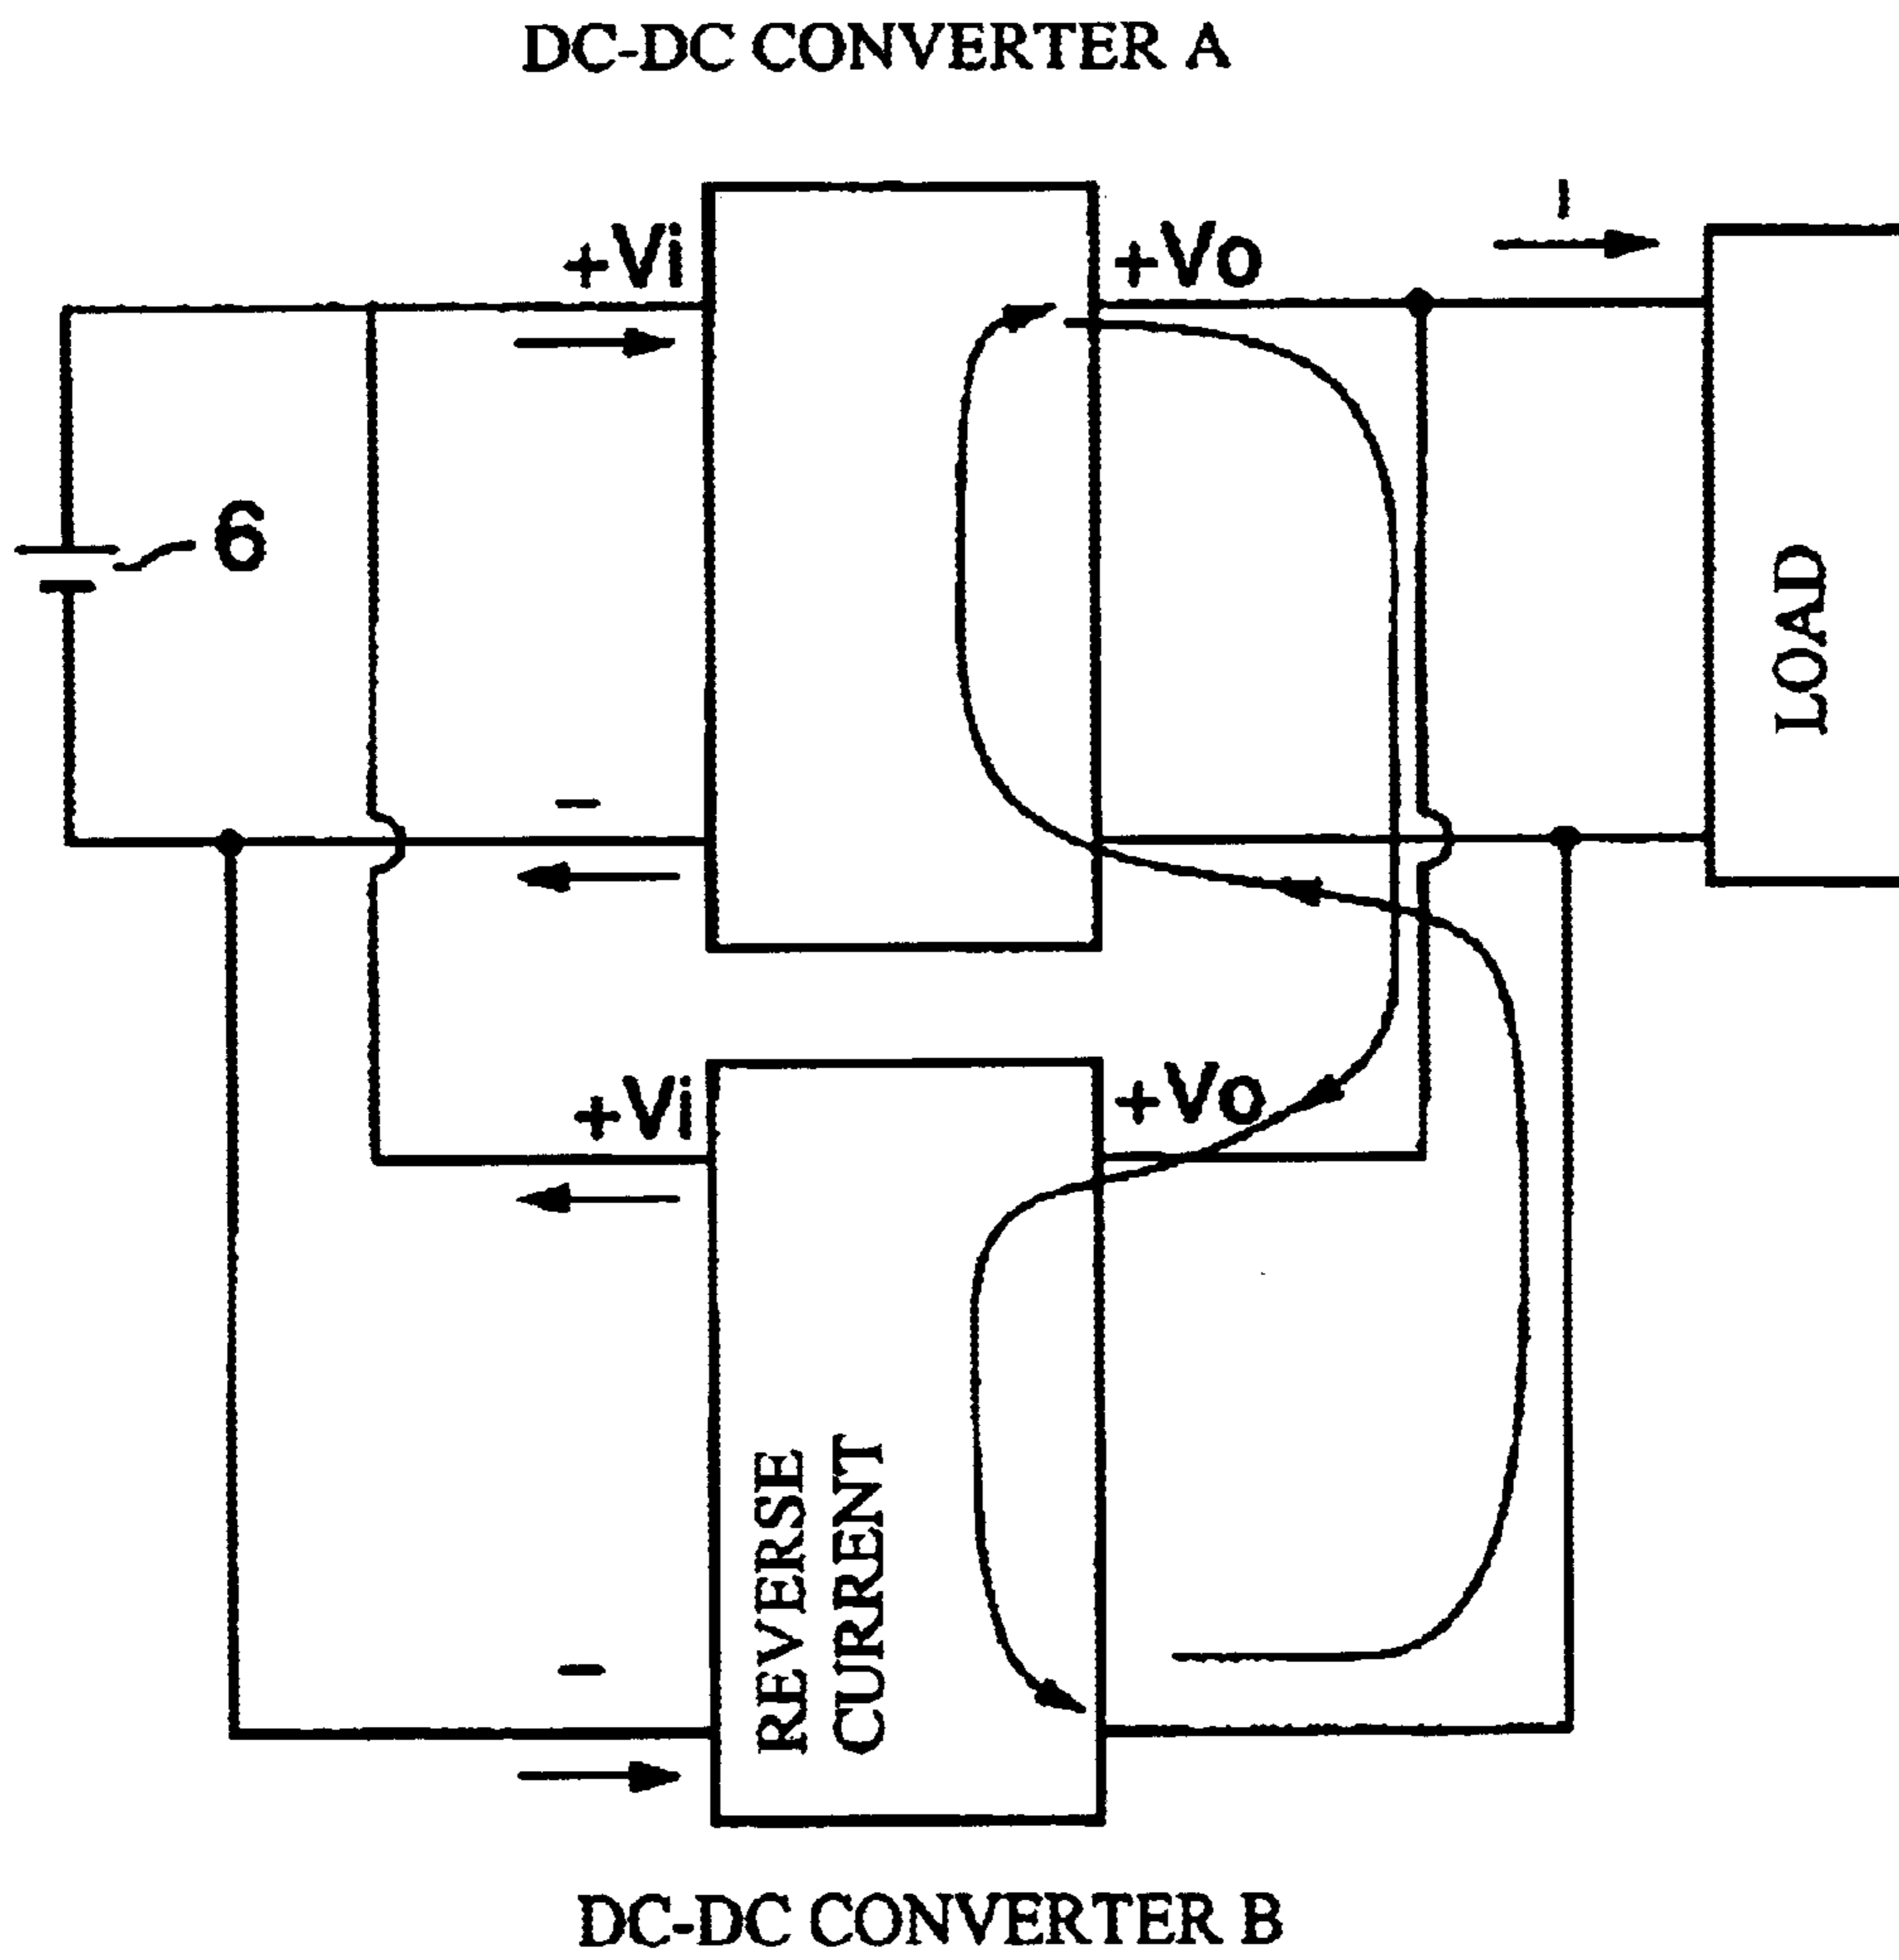 DC-DC CONVERTER A
I
+Vi
+Vo
6
LOAD
–
+Vi
+Vo
REVERSE
CURRENT
–
DC-DC CONVERTER B